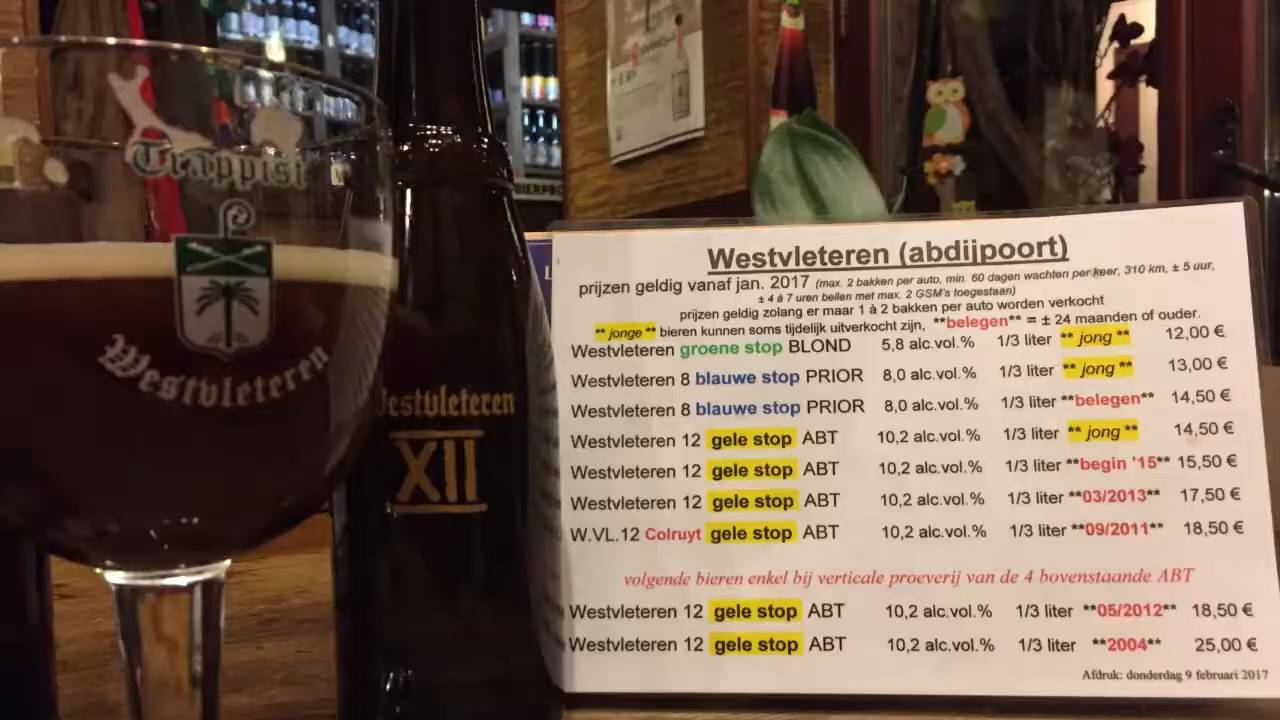 Trappist
Westvleteren
Westvleteren
XII
BIERPRO
Westvleteren (abdijpoort)
prijzen geldig vanaf jan. 2017 (max. 2 bakken per auto, min. 60 dagen wachten per keer, 310 km, ± 5 uur,
± 4 à 7 uren bellen met max. 2 GSM's toegestaan)
prijzen geldig zolang er maar 1 à 2 bakken per auto worden verkocht
** jonge ** bieren kunnen soms tijdelijk uitverkocht zijn, **belegen** = ± 24 maanden of ouder.
Westvleteren groene stop BLOND 5,8 alc.vol.% 1/3 liter ** jong ** 12,00 €
Westvleteren 8 blauwe stop PRIOR 8,0 alc.vol.% 1/3 liter ** jong ** 13,00 €
Westvleteren 8 blauwe stop PRIOR 8,0 alc.vol.% 1/3 liter **belegen** 14,50 €
Westvleteren 12 gele stop ABT 10,2 alc.vol.% 1/3 liter ** jong ** 14,50 €
Westvleteren 12 gele stop ABT 10,2 alc.vol.% 1/3 liter **begin '15** 15,50 €
Westvleteren 12 gele stop ABT 10,2 alc.vol.% 1/3 liter **03/2013** 17,50 €
W.VL.12 Colruyt gele stop ABT 10,2 alc.vol.% 1/3 liter **09/2011** 18,50 €
volgende bieren enkel bij verticale proeverij van de 4 bovenstaande ABT
Westvleteren 12 gele stop ABT 10,2 alc.vol.% 1/3 liter **05/2012** 18,50 €
Westvleteren 12 gele stop ABT 10,2 alc.vol.% 1/3 liter **2004** 25,00 €
Afdruk: donderdag 9 februari 2017